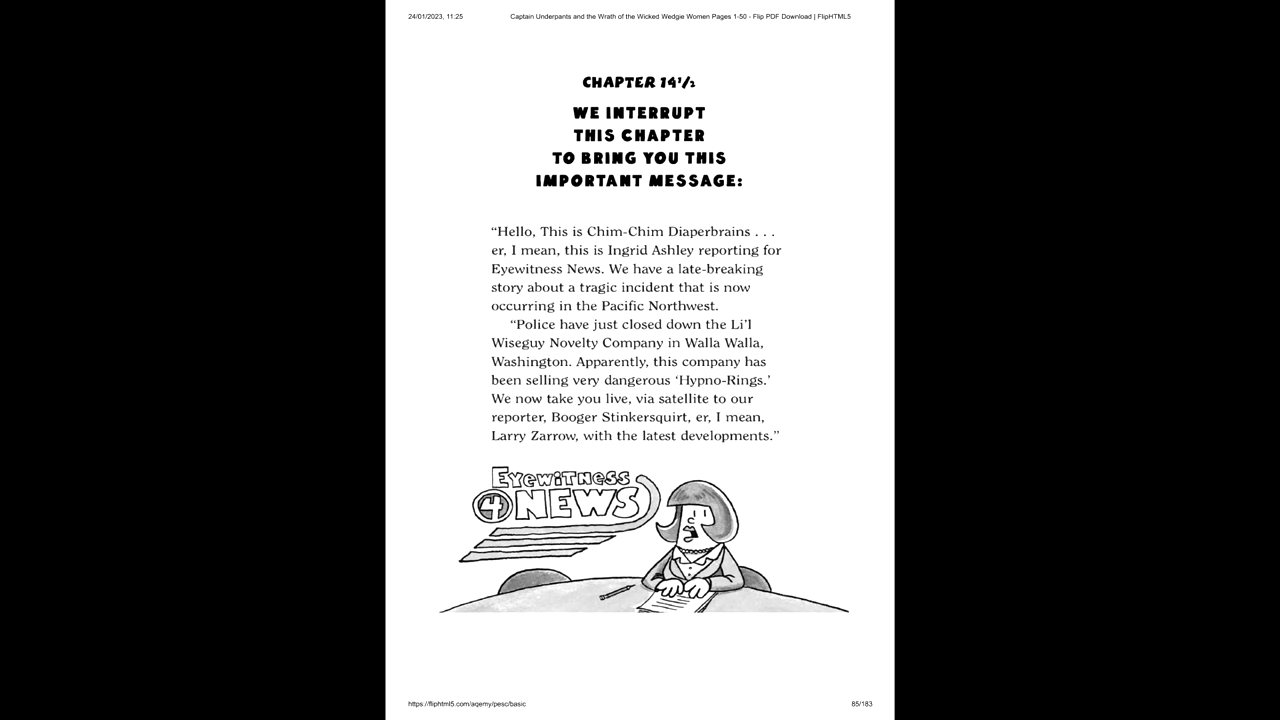 24/01/2023, 11:25 Captain Underpants and the Wrath of the Wicked Wedgie Women Pages 1-50 - Flip PDF Download | FlipHTML5
CHAPTER 14 1/2
WE INTERRUPT
THIS CHAPTER
TO BRING YOU THIS
IMPORTANT MESSAGE:
“Hello, This is Chim-Chim Diaperbrains . . .
er, I mean, this is Ingrid Ashley reporting for
Eyewitness News. We have a late-breaking
story about a tragic incident that is now
occurring in the Pacific Northwest.
“Police have just closed down the Li’l
Wiseguy Novelty Company in Walla Walla,
Washington. Apparently, this company has
been selling very dangerous ‘Hypno-Rings.’
We now take you live, via satellite to our
reporter, Booger Stinkersquirt, er, I mean,
Larry Zarrow, with the latest developments.”
EYEWITNESS
4 NEWS
https://fliphtml5.com/aqemy/pesc/basic 85/183